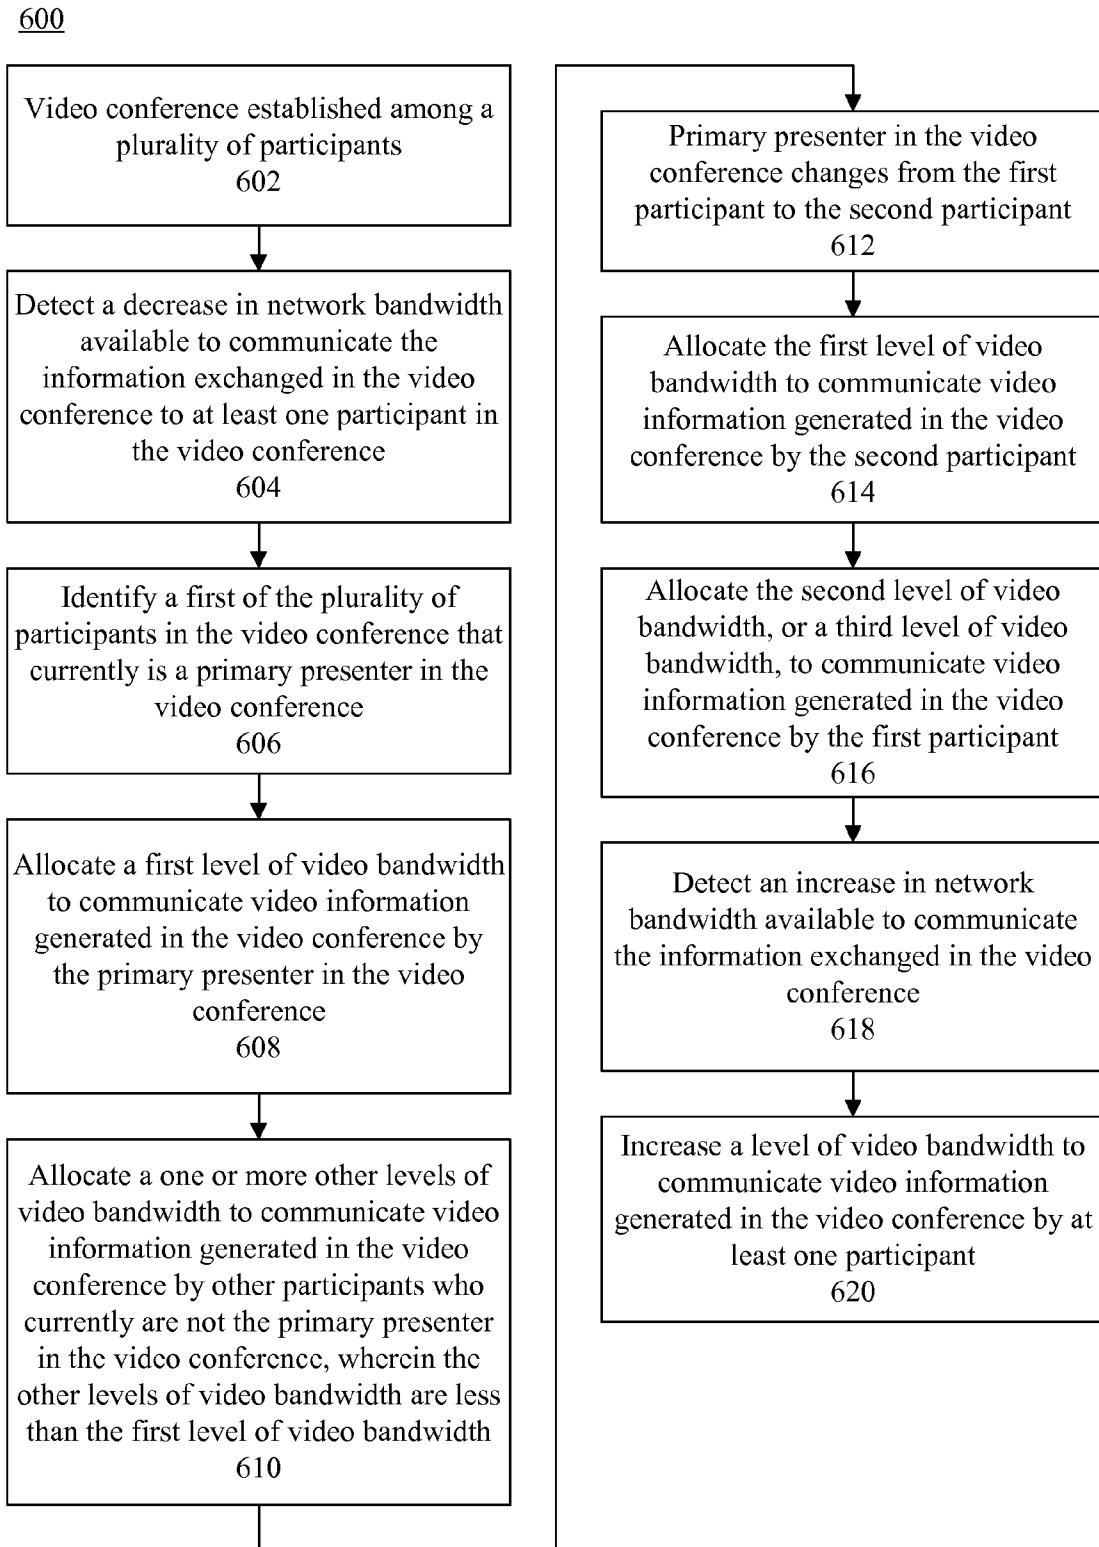 600
Video conference established among a
plurality of participants
602
Detect a decrease in network bandwidth
available to communicate the
information exchanged in the video
conference to at least one participant in
the video conference
604
Identify a first of the plurality of
participants in the video conference that
currently is a primary presenter in the
video conference
606
Allocate a first level of video bandwidth
to communicate video information
generated in the video conference by
the primary presenter in the video
conference
608
Allocate a one or more other levels of
video bandwidth to communicate video
information generated in the video
conference by other participants who
currently are not the primary presenter
in the video conference, wherein the
other levels of video bandwidth are less
than the first level of video bandwidth
610
Primary presenter in the video
conference changes from the first
participant to the second participant
612
Allocate the first level of video
bandwidth to communicate video
information generated in the video
conference by the second participant
614
Allocate the second level of video
bandwidth, or a third level of video
bandwidth, to communicate video
information generated in the video
conference by the first participant
616
Detect an increase in network
bandwidth available to communicate
the information exchanged in the video
conference
618
Increase a level of video bandwidth to
communicate video information
generated in the video conference by at
least one participant
620